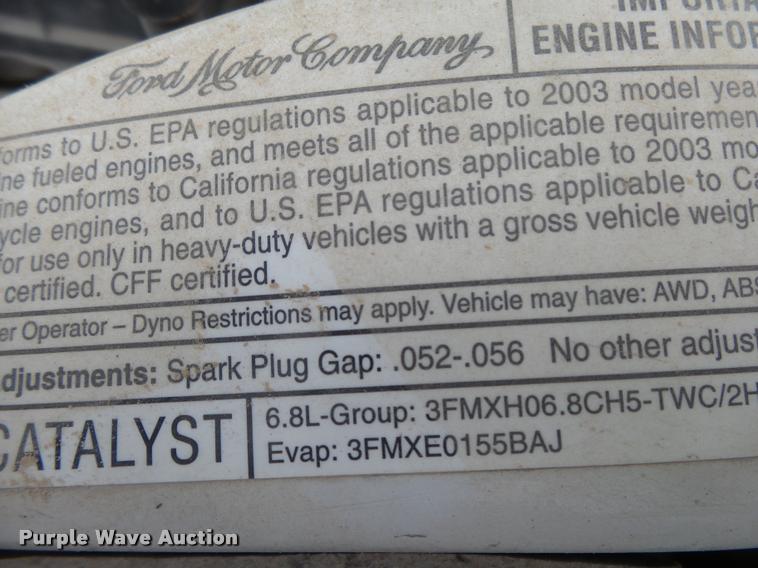 Ford Motor Company
ENGINE INFOR
forms to U.S. EPA regulations applicable to 2003 model yea
ne fueled engines, and meets all of the applicable requiremen
ine conforms to California regulations applicable to 2003 mo
ycle engines, and to U.S. EPA regulations applicable to Ca
for use only in heavy-duty vehicles with a gross vehicle weigh
certified. CFF certified.
er Operator – Dyno Restrictions may apply. Vehicle may have: AWD, ABS
djustments: Spark Plug Gap: .052-.056 No other adjust
CATALYST
6.8L-Group: 3FMXH06.8CH5-TWC/2H
Evap: 3FMXE0155BAJ
Purple Wave Auction